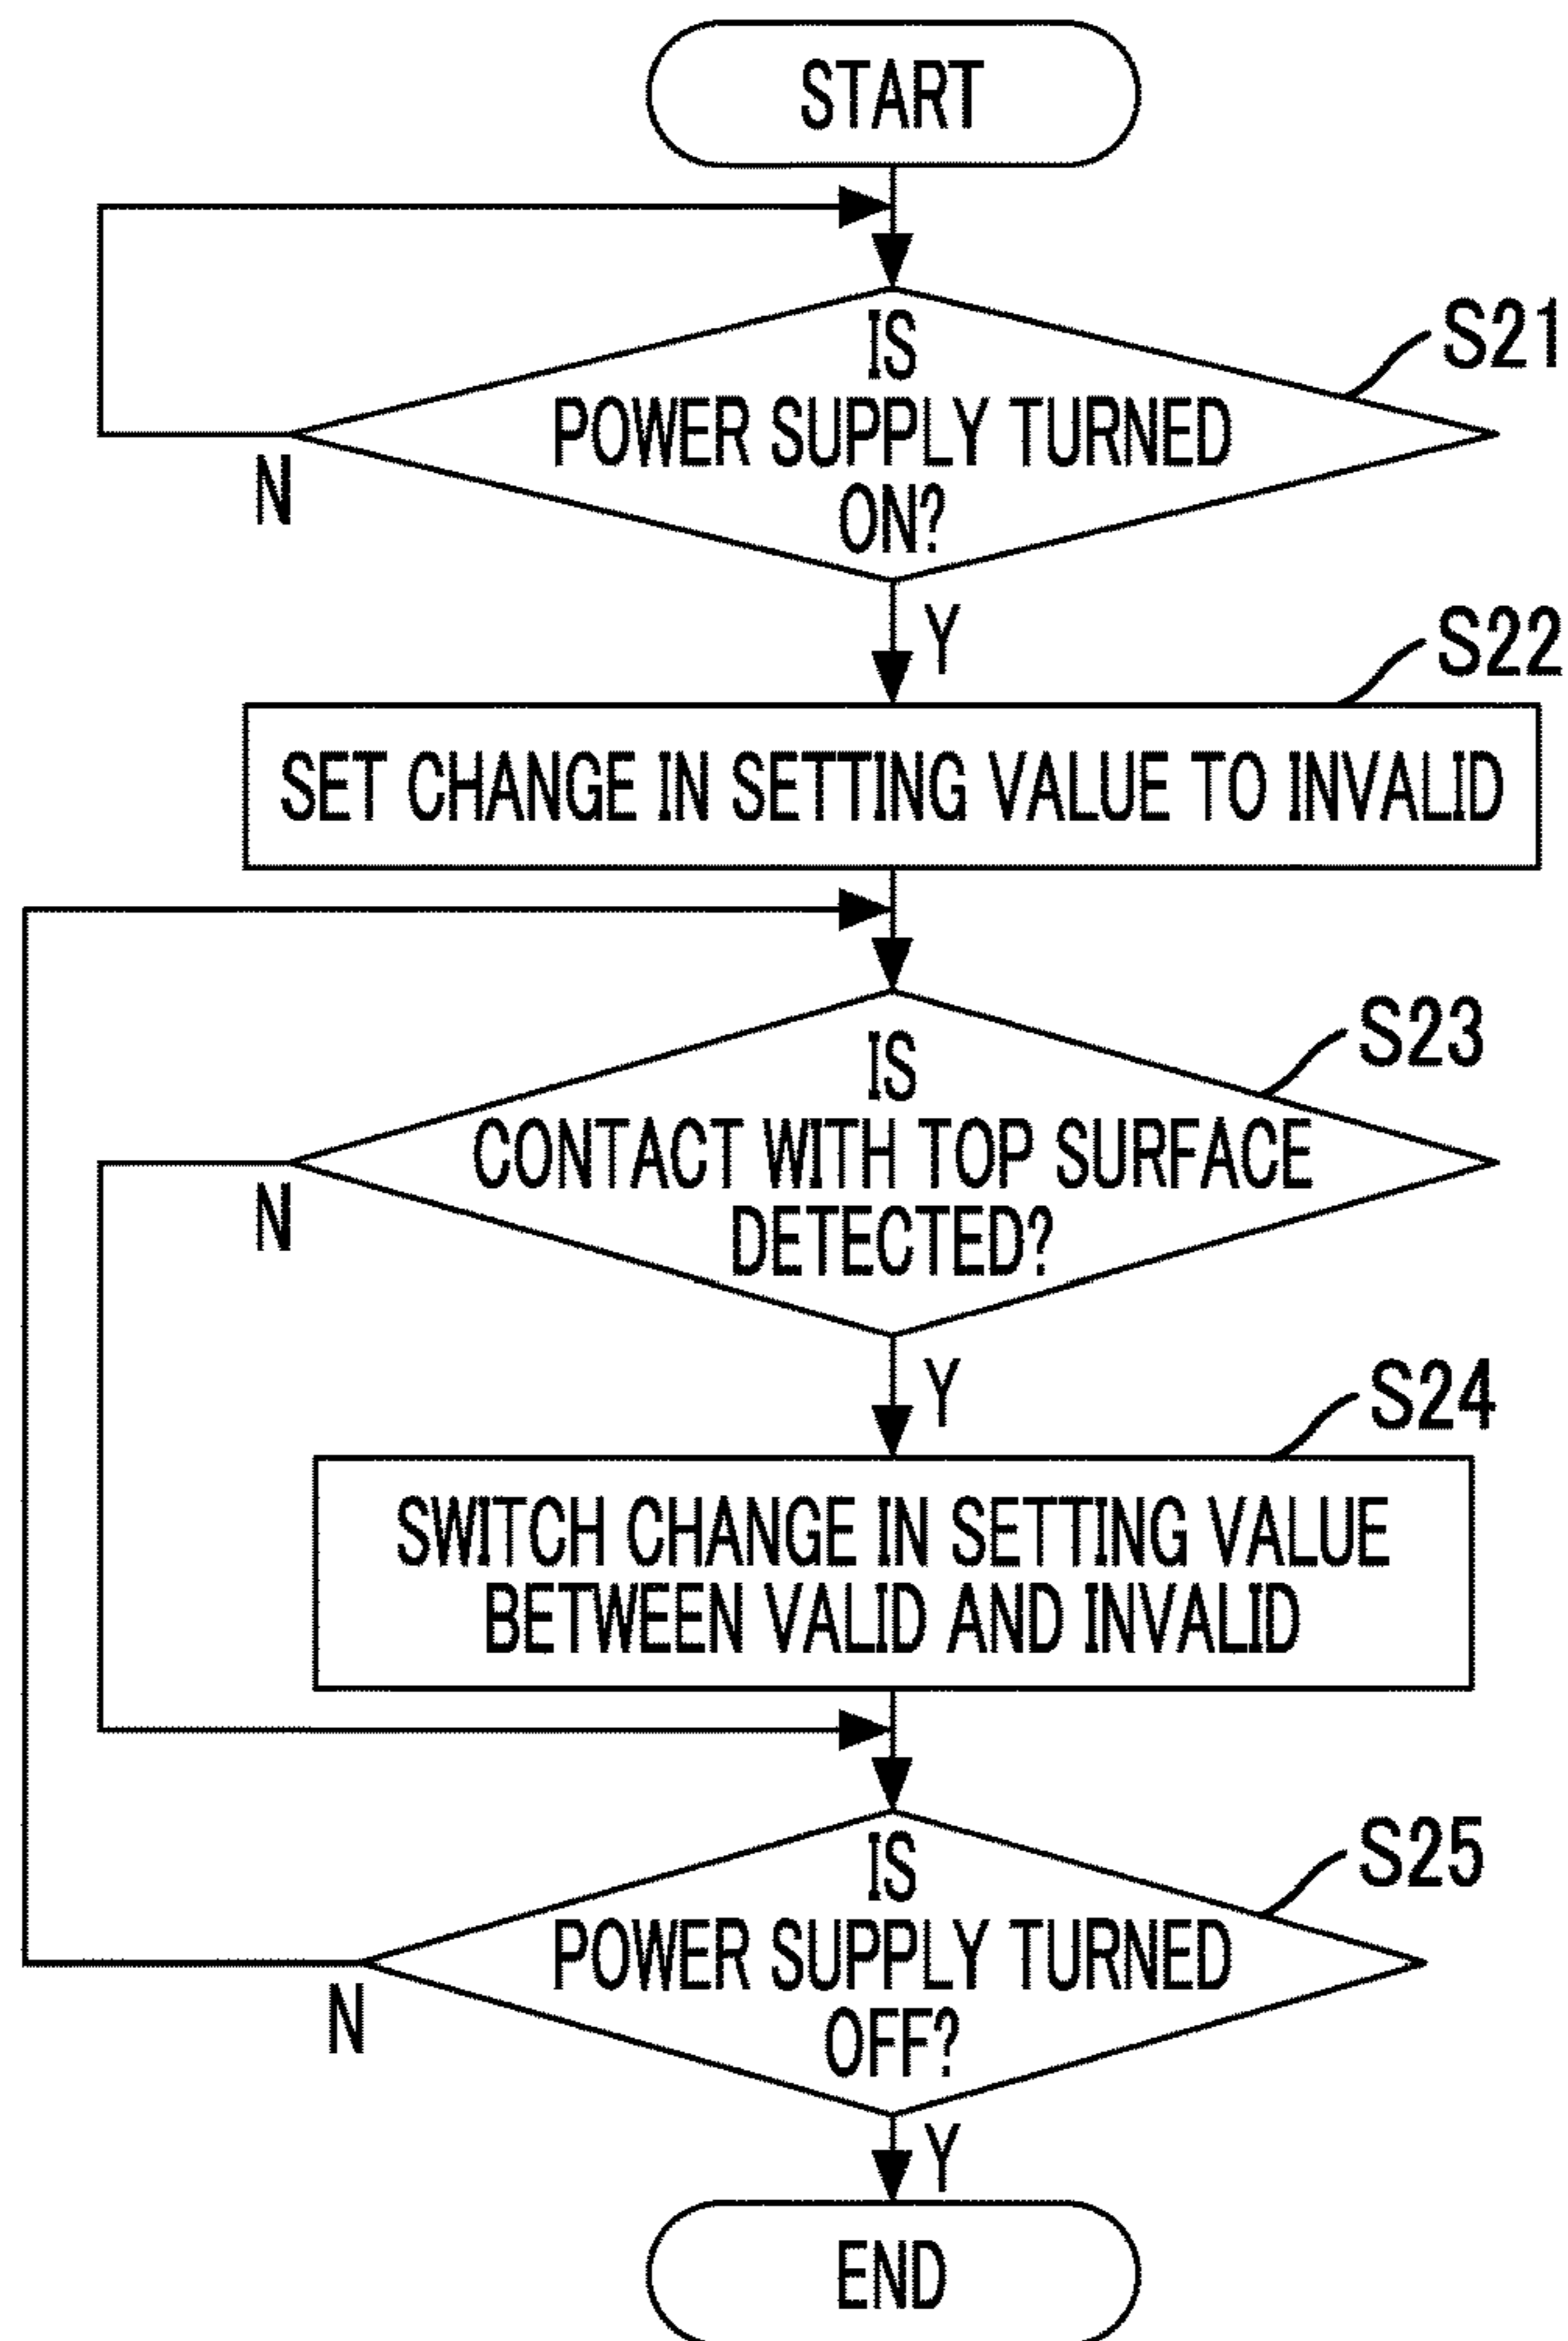 START
IS
POWER SUPPLY TURNED
ON?
S21
N
Y
S22
SET CHANGE IN SETTING VALUE TO INVALID
IS
CONTACT WITH TOP SURFACE
DETECTED?
S23
N
Y
S24
SWITCH CHANGE IN SETTING VALUE
BETWEEN VALID AND INVALID
IS
POWER SUPPLY TURNED
OFF?
S25
N
Y
END